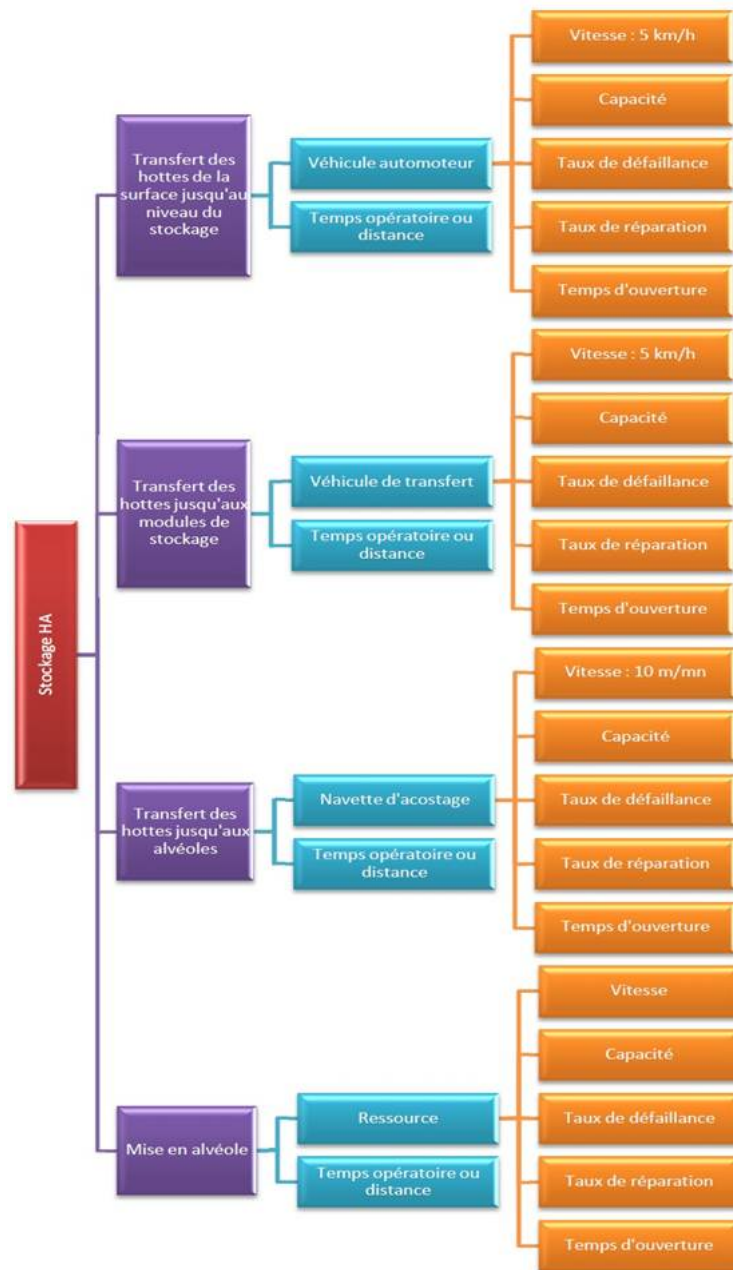 Stockage HA
Transfert des
hottes de la
surface jusqu'au
niveau du
stockage
Véhicule automoteur
Temps opératoire ou
distance
Vitesse : 5 km/h
Capacité
Taux de défaillance
Taux de réparation
Temps d'ouverture
Transfert des
hottes jusqu'aux
modules de
stockage
Véhicule de transfert
Temps opératoire ou
distance
Vitesse : 5 km/h
Capacité
Taux de défaillance
Taux de réparation
Temps d'ouverture
Transfert des
hottes jusqu'aux
alvéoles
Navette d'acostage
Temps opératoire ou
distance
Vitesse : 10 m/mn
Capacité
Taux de défaillance
Taux de réparation
Temps d'ouverture
Mise en alvéole
Ressource
Temps opératoire ou
distance
Vitesse
Capacité
Taux de défaillance
Taux de réparation
Temps d'ouverture